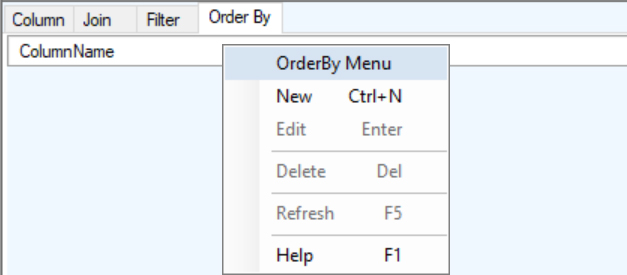 Column Join Filter Order By
ColumnName
OrderBy Menu
New Ctrl+N
Edit Enter
Delete Del
Refresh F5
Help F1